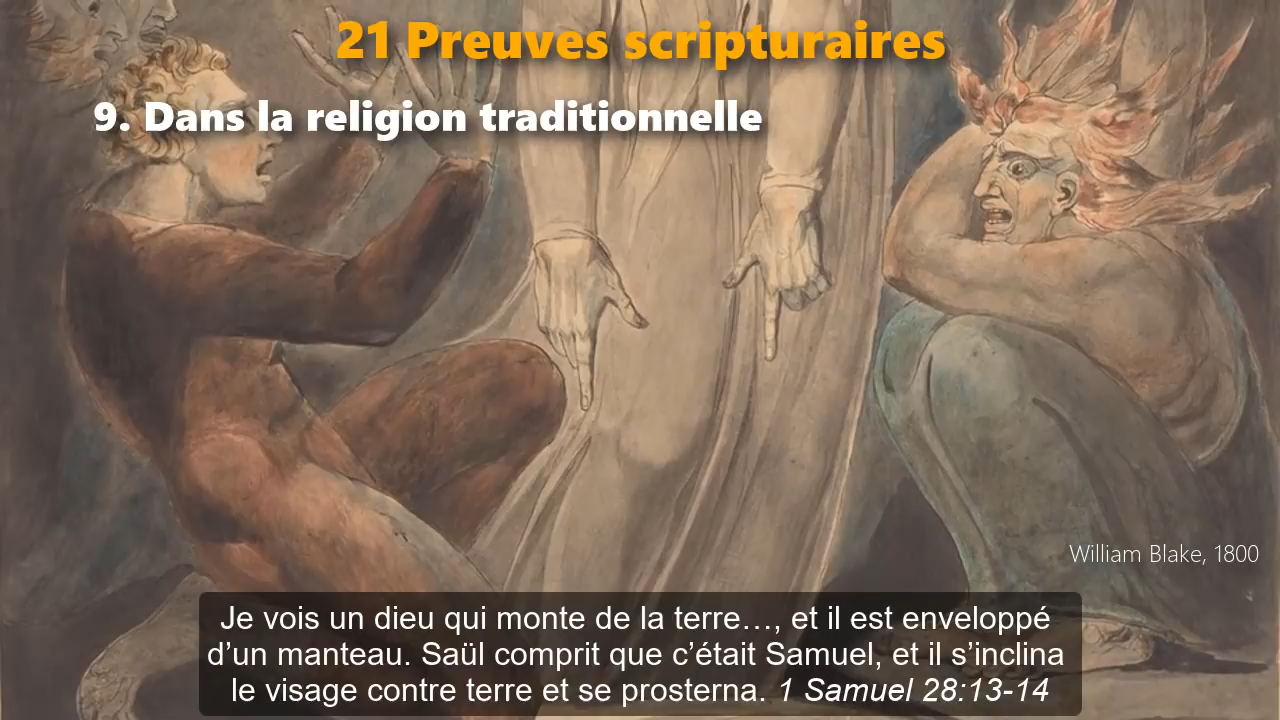 21 Preuves scripturaires
9. Dans la religion traditionnelle
William Blake, 1800
Je vois un dieu qui monte de la terre…, et il est enveloppé
d’un manteau. Saül comprit que c’était Samuel, et il s’inclina
le visage contre terre et se prosterna. 1 Samuel 28:13-14